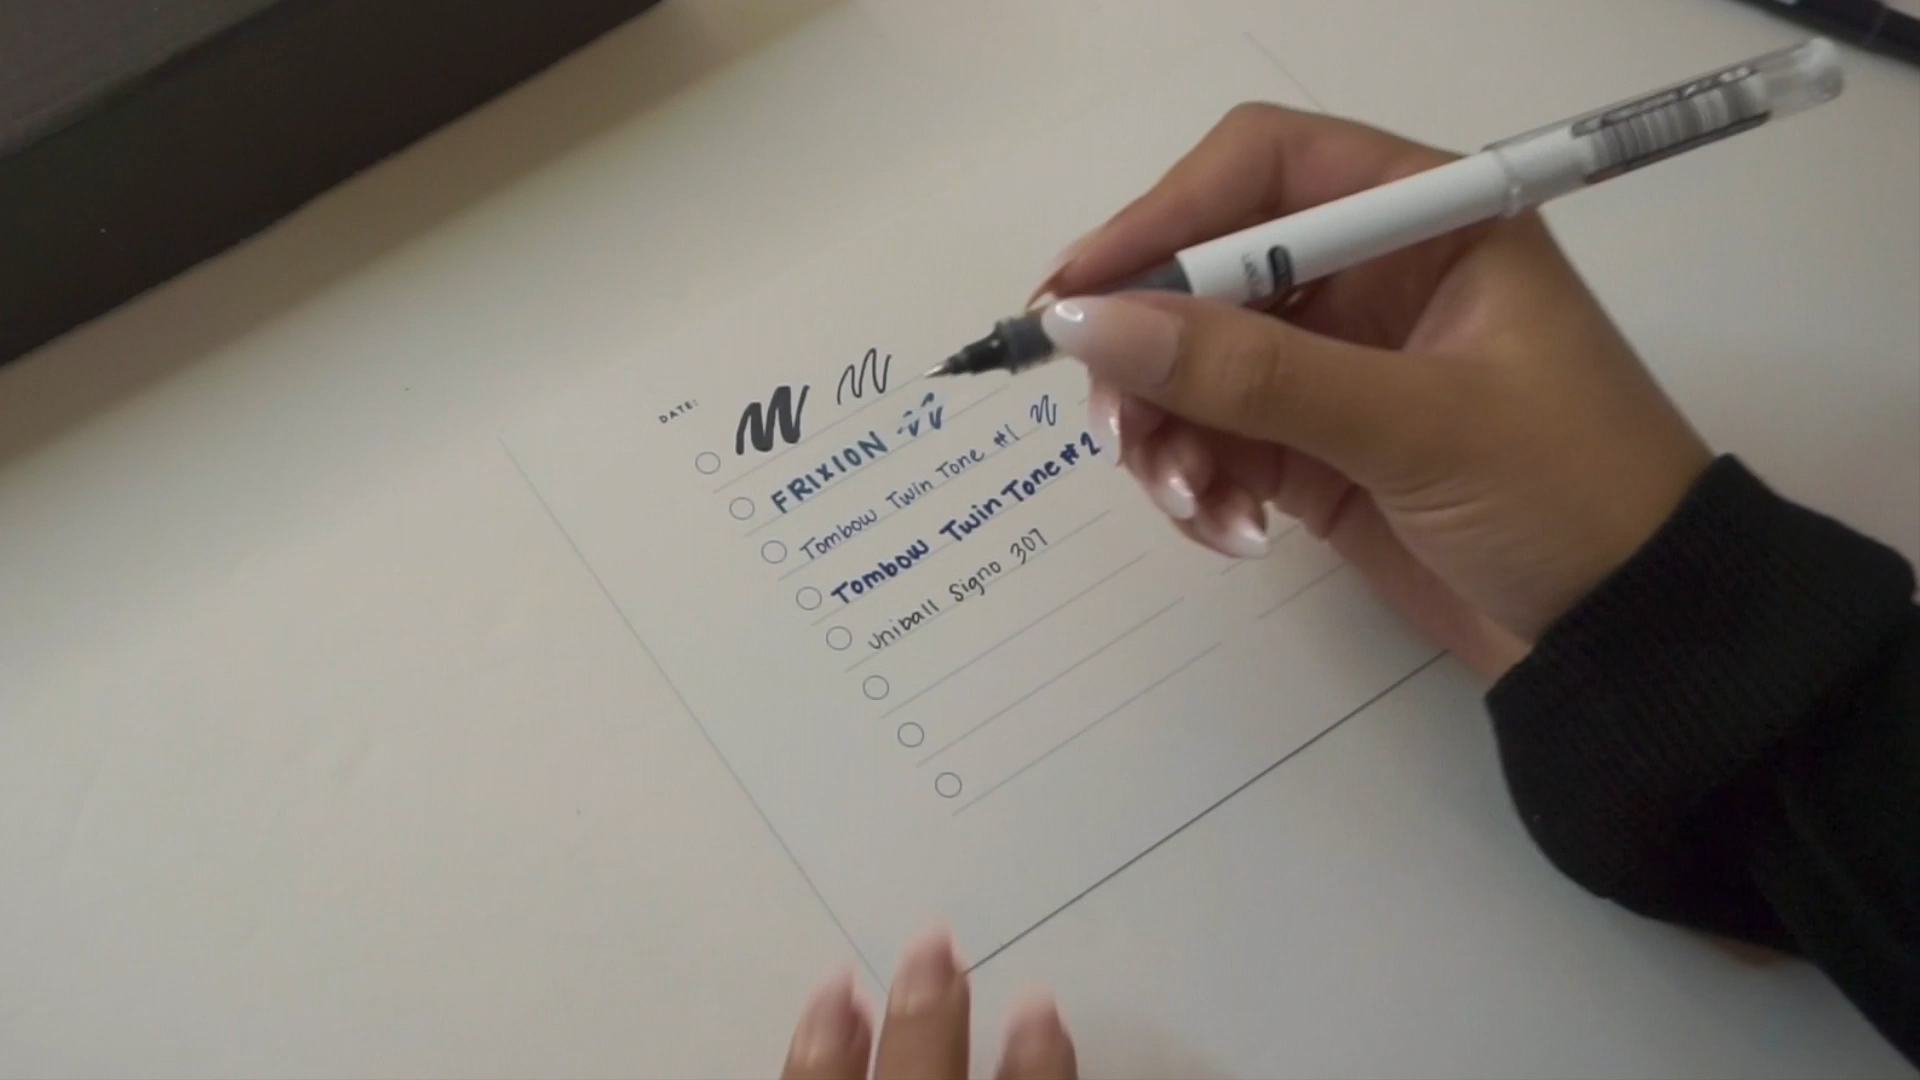 DATE:
FRIXION
Tombow Twin Tone #1
Tombow Twin Tone #2
Uniball Signo 307